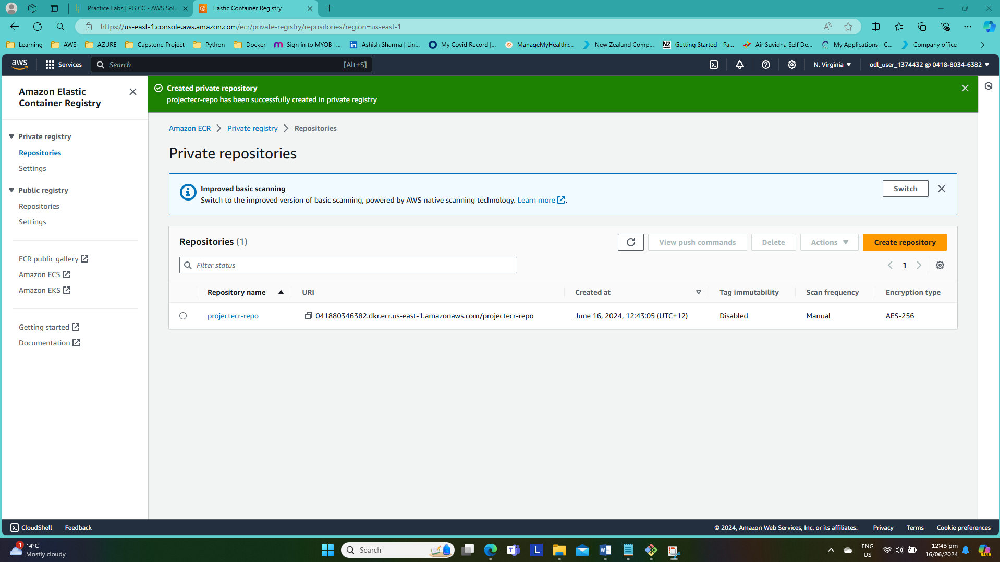 Practice Labs | PG CC - AWS Solu
Elastic Container Registry
https://us-east-1.console.aws.amazon.com/ecr/private-registry/repositories?region=us-east-1
Learning
AWS
AZURE
Capstone Project
Python
Docker
Sign in to MYOB -...
Ashish Sharma | Lin...
My Covid Record |...
ManageMyHealth:...
New Zealand Comp...
NZ
Getting Started - Pa...
Air Suvidha Self De...
My Applications - C...
Company office
aws
Services
Search
[Alt+S]
N. Virginia
odl_user_1374432 @ 0418-8034-6382
Amazon Elastic
Container Registry
Private registry
Repositories
Settings
Public registry
Repositories
Settings
ECR public gallery
Amazon ECS
Amazon EKS
Getting started
Documentation
Created private repository
projectecr-repo has been successfully created in private registry
Amazon ECR
Private registry
Repositories
Private repositories
Improved basic scanning
Switch to the improved version of basic scanning, powered by AWS native scanning technology. Learn more.
Switch
Repositories (1)
View push commands
Delete
Actions
Create repository
Filter status
1
Repository name
URI
Created at
Tag immutability
Scan frequency
Encryption type
projectecr-repo
041880346382.dkr.ecr.us-east-1.amazonaws.com/projectecr-repo
June 16, 2024, 12:43:05 (UTC+12)
Disabled
Manual
AES-256
CloudShell
Feedback
© 2024, Amazon Web Services, Inc. or its affiliates.
Privacy
Terms
Cookie preferences
1
14°C
Mostly cloudy
Search
L
ENG
US
12:43 pm
16/06/2024
PRE